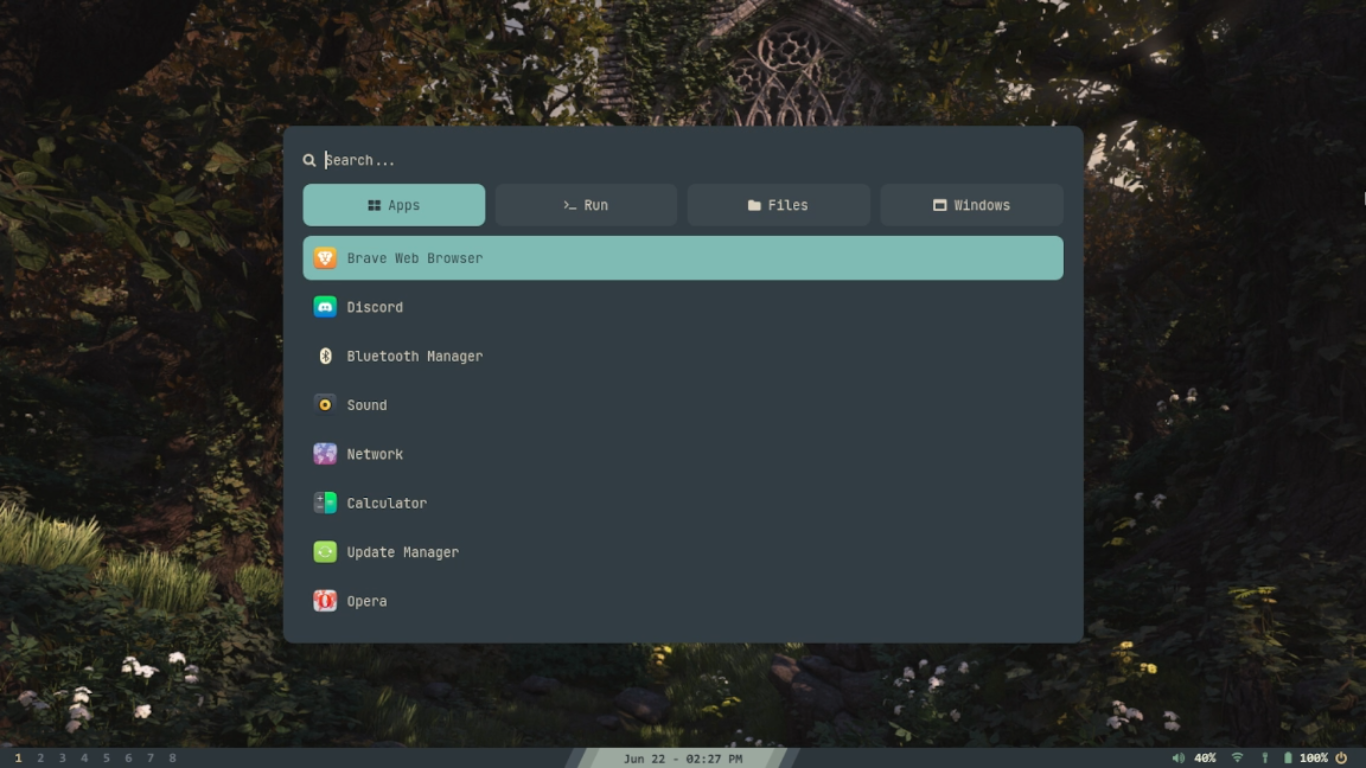 Search...
Apps
Run
Files
Windows
Brave Web Browser
Discord
Bluetooth Manager
Sound
Network
Calculator
Update Manager
Opera
1 2 3 4 5 6 7 8
Jun 22 - 02:27 PM
40%
100%